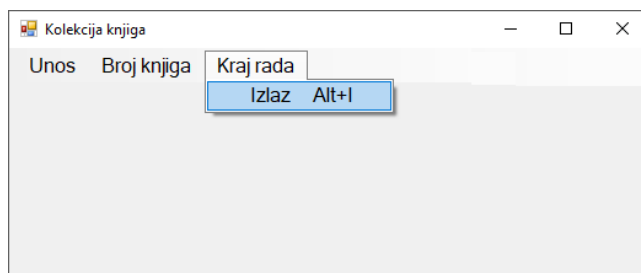 Kolekcija knjiga
Unos Broj knjiga Kraj rada
Izlaz Alt+I